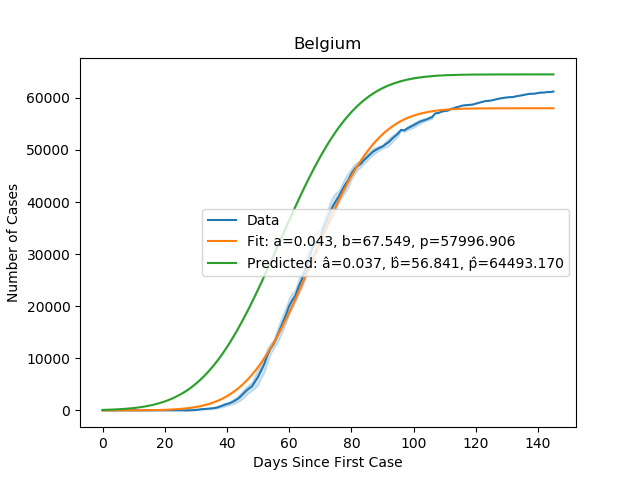 Belgium
Number of Cases
60000
50000
40000
30000
20000
10000
0
Data
Fit: a=0.043, b=67.549, p=57996.906
Predicted: â=0.037, b̂=56.841, p̂=64493.170
0 20 40 60 80 100 120 140
Days Since First Case